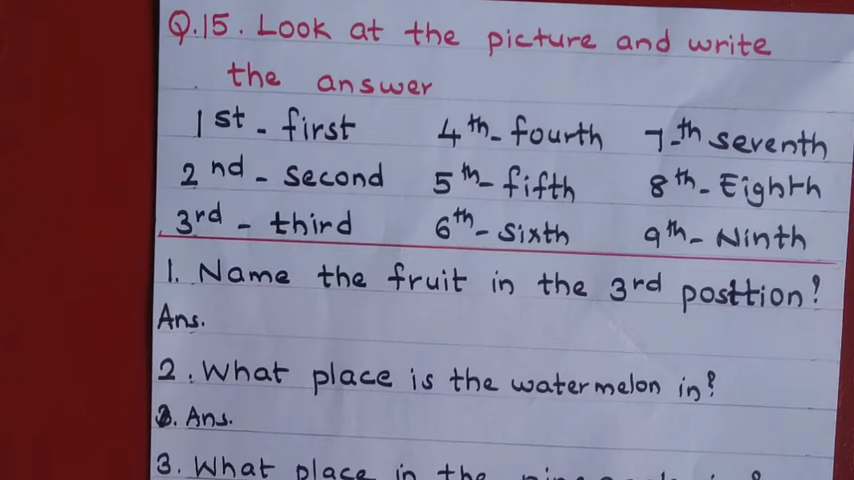 Q.15. Look at the picture and write
the answer
1st - first 4th - fourth 7th seventh
2nd - second 5th - fifth 8th - Eighth
3rd - third 6th - sixth 9th - Ninth
1. Name the fruit in the 3rd posttion?
Ans.
2. What place is the watermelon in?
2. Ans.
3. What place in the